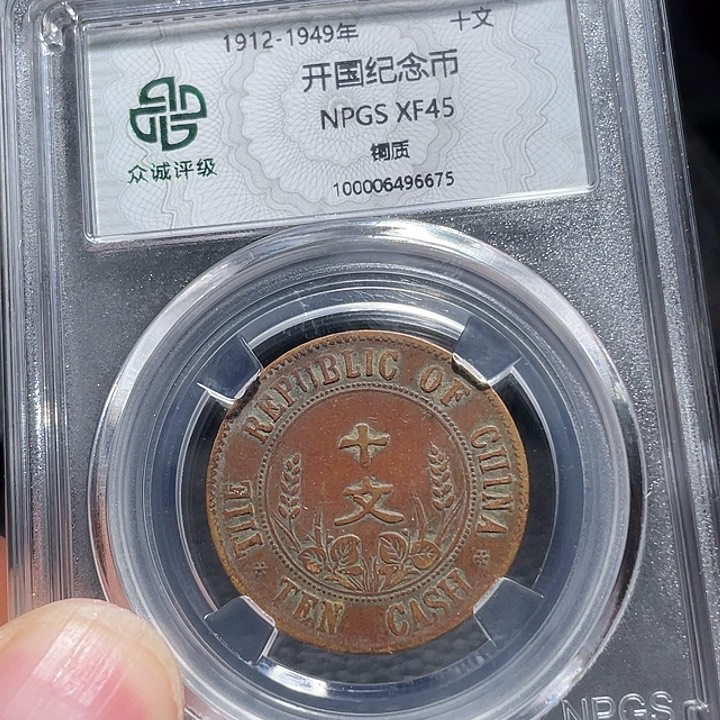 1912-1949年 十文
开国纪念币
NPGS XF45
铜质
100006496675
众诚评级
THE REPUBLIC OF CHINA
十
文
TEN CASH
NPGS